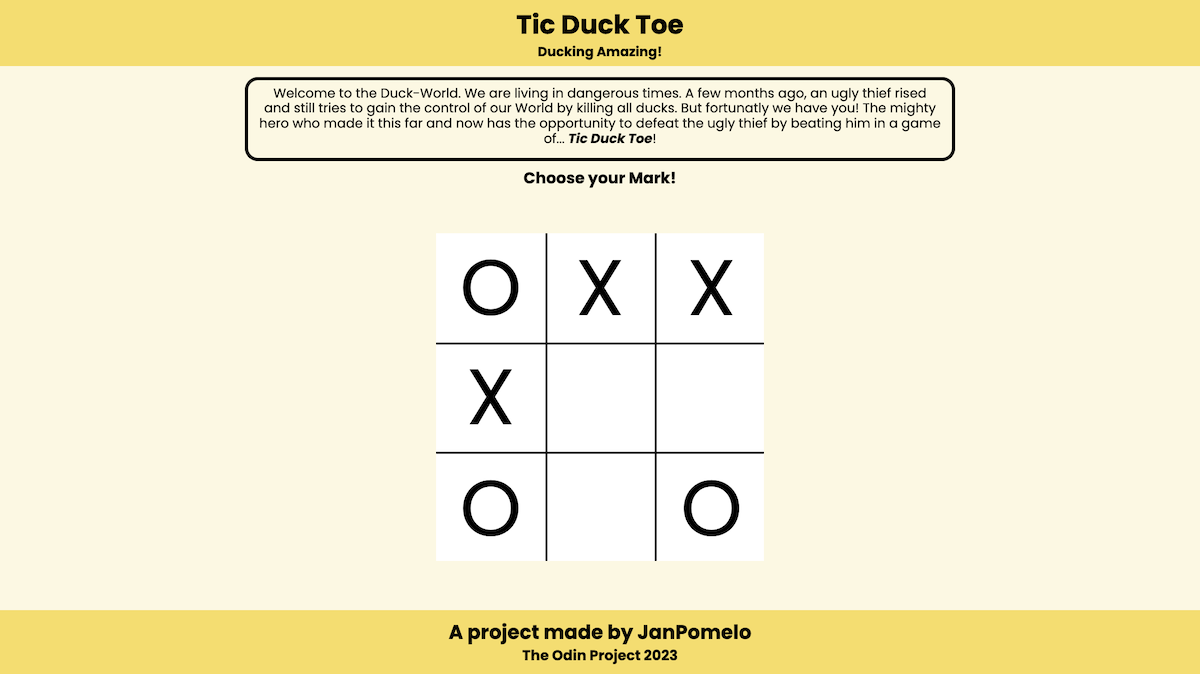 Tic Duck Toe
Ducking Amazing!
Welcome to the Duck-World. We are living in dangerous times. A few months ago, an ugly thief rised
and still tries to gain the control of our World by killing all ducks. But fortunatly we have you! The mighty
hero who made it this far and now has the opportunity to defeat the ugly thief by beating him in a game
of... Tic Duck Toe!
Choose your Mark!
O X X
X
O O
A project made by JanPomelo
The Odin Project 2023